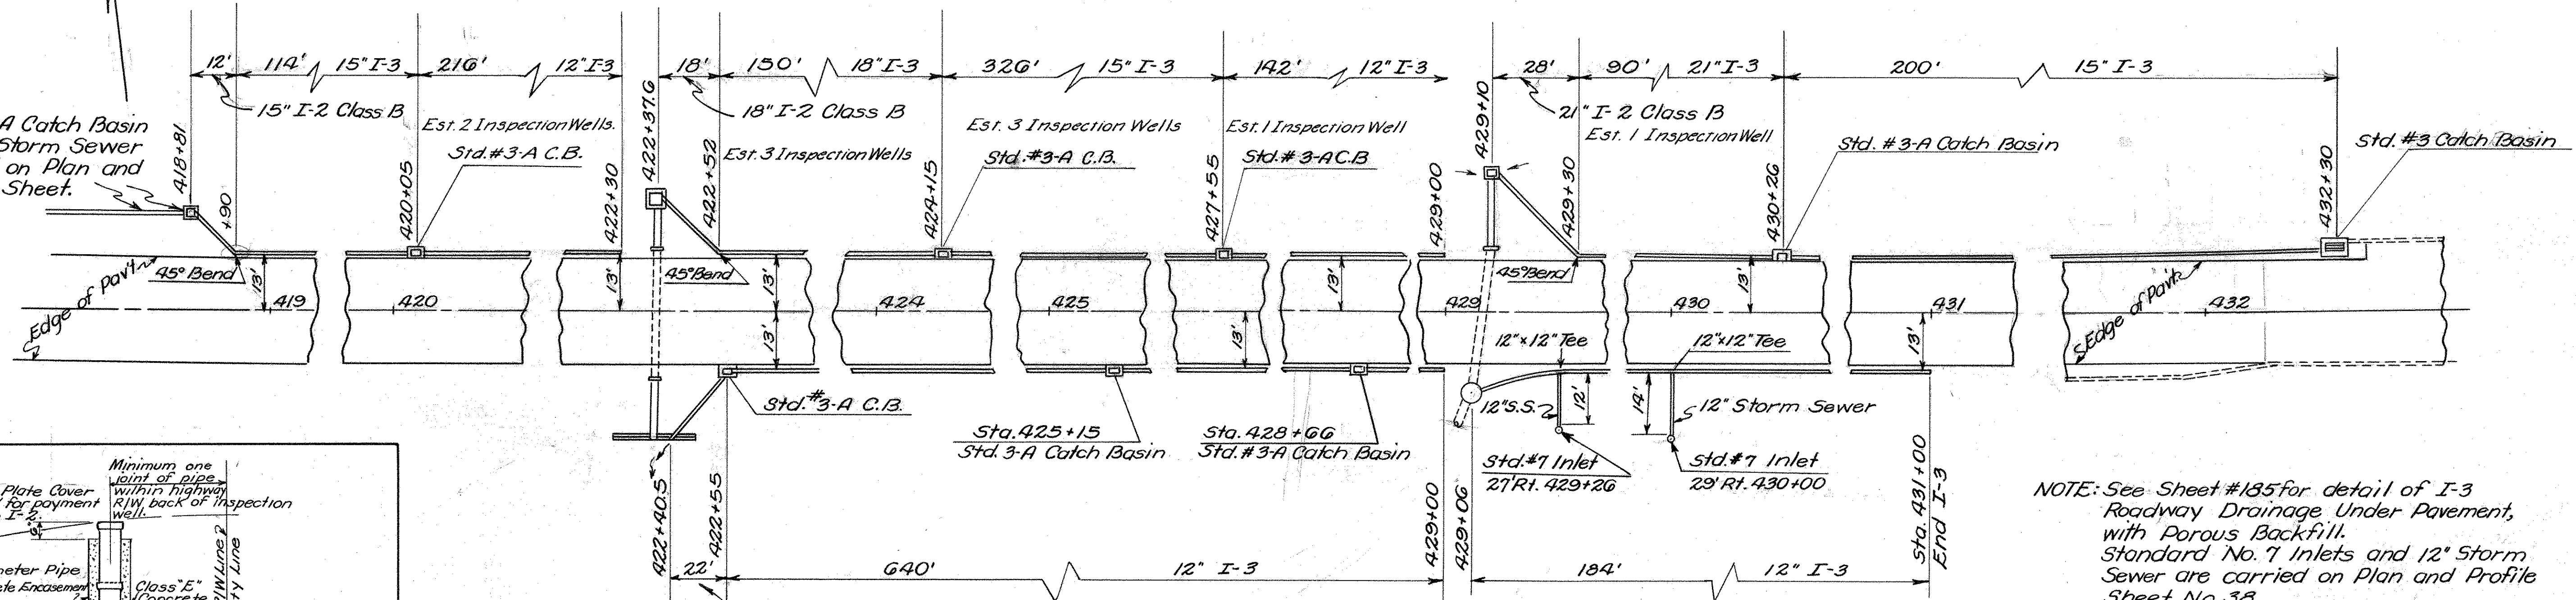 12'
114'
15" I-3
216'
12" I-3
18'
150'
18" I-3
326'
15" I-3
142'
12" I-3
28'
90'
21" I-3
200'
15" I-3
15" I-2 Class B
18" I-2 Class B
21" I-2 Class B
A Catch Basin
Storm Sewer
on Plan and
Sheet.
Est. 2 Inspection Wells.
Std. #3-A C.B.
Est. 3 Inspection Wells
Est. 3 Inspection Wells
Std. #3-A C.B.
Est. 1 Inspection Well
Std. #3-A C.B
Est. 1 Inspection Well
Std. #3-A Catch Basin
Std. #3 Catch Basin
418+81
+90
420+05
422+30
422+37.6
422+52
424+15
427+55
429+00
429+10
429+30
430+26
432+30
45° Bend
45° Bend
45° Bend
Edge of Pav't
13'
419
420
13'
13'
424
425
13'
429
430
13'
431
432
Edge of Pav't.
13'
13'
13'
12"x12" Tee
12"x12" Tee
Std. #3-A C.B.
12" S.S.
12'
14'
12" Storm Sewer
Sta. 425+15
Std. 3-A Catch Basin
Sta. 428+66
Std. #3-A Catch Basin
Std. #7 Inlet
27' Rt. 429+26
Std. #7 Inlet
29' Rt. 430+00
422+40.5
422+55
429+00
429+06
Sta. 431+00
End I-3
22'
640'
12" I-3
184'
12" I-3
NOTE: See Sheet #185 for detail of I-3
Roadway Drainage Under Pavement,
with Porous Backfill.
Standard No. 7 Inlets and 12" Storm
Sewer are carried on Plan and Profile
Sheet No. 38
Minimum one
joint of pipe
within highway
R/W back of inspection
well.
Plate Cover
for payment
I-2.
meter Pipe
ete Encasement
Class "E"
Concrete